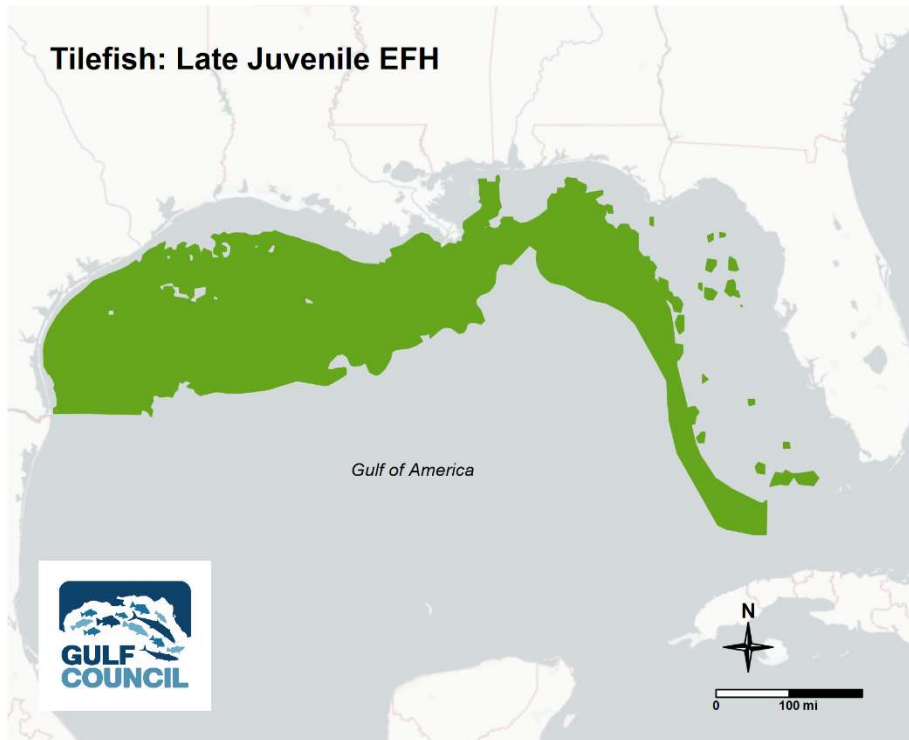 Tilefish: Late Juvenile EFH
Gulf of America
GULF
COUNCIL
N
0 100 mi